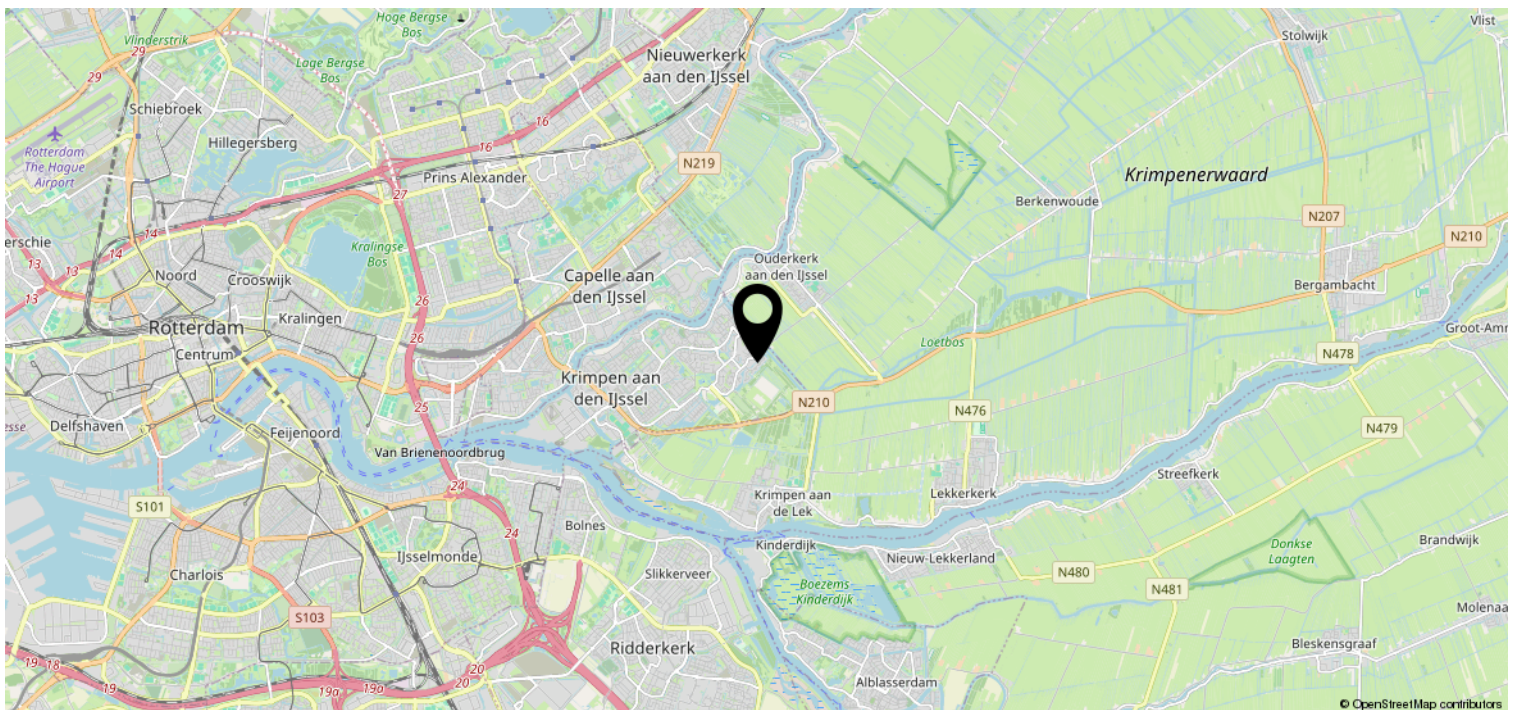 Hoge Bergse
Bos
Vlist
Vlinderstrik
Stolwijk
29
Nieuwerkerk
aan den IJssel
Lage Bergse
Bos
29
Schiebroek
16
Rotterdam
The Hague
Airport
Hillegersberg
16
N219
Prins Alexander
Krimpenerwaard
27
Berkenwoude
N207
14
Kralingse
Bos
N210
erschie
13
13
14
Noord
Crooswijk
Capelle aan
den IJssel
Ouderkerk
aan den IJssel
Bergambacht
13
26
Kralingen
Rotterdam
26
Loetbos
Groot-Amm
Centrum
N478
Krimpen aan
den IJssel
25
N210
N476
esse
Delfshaven
Feijenoord
N479
Van Brienenoordbrug
24
Streefkerk
S101
Krimpen aan
de Lek
Lekkerkerk
Bolnes
24
IJsselmonde
Kinderdijk
Nieuw-Lekkerland
Donkse
Laagten
Brandwijk
Charlois
Slikkerveer
Boezems
Kinderdijk
N480
N481
S103
Molenaa
Ridderkerk
Bleskensgraaf
19
18
19a
19a
20
20
Alblasserdam
© OpenStreetMap contributors